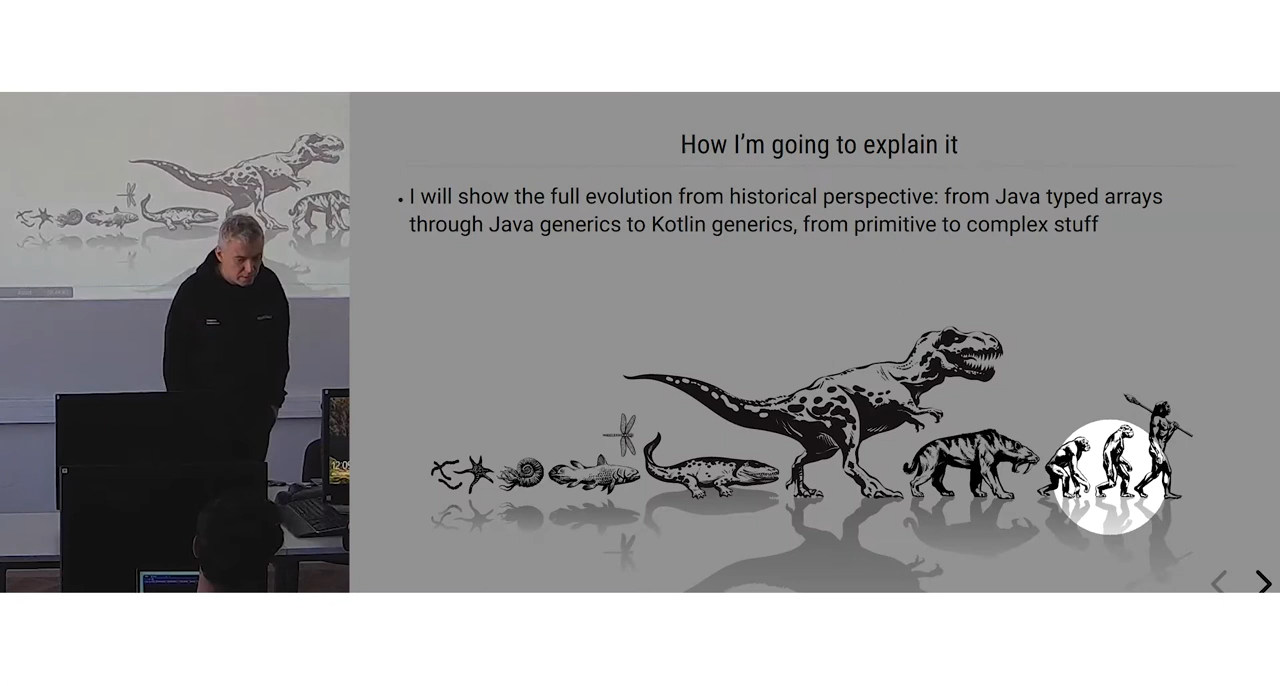 How I'm going to explain it
I will show the full evolution from historical perspective: from Java typed arrays
through Java generics to Kotlin generics, from primitive to complex stuff